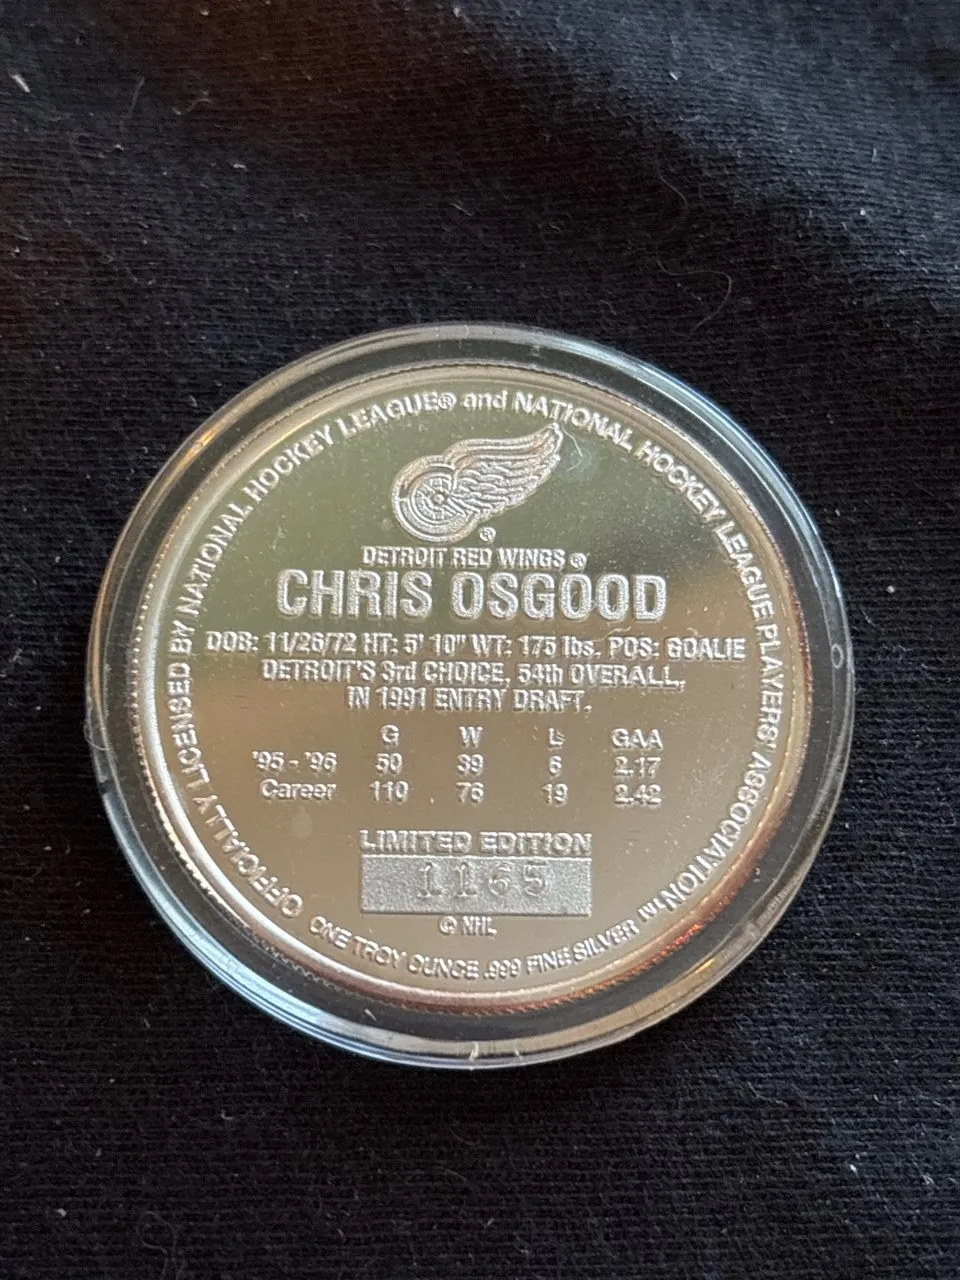 OFFICIALLY LICENSED BY NATIONAL HOCKEY LEAGUE® and NATIONAL HOCKEY LEAGUE PLAYERS' ASSOCIATION™
®
DETROIT RED WINGS ®
CHRIS OSGOOD
DOB: 11/26/72 HT: 5' 10" WT: 175 lbs. POS: GOALIE
DETROIT'S 3rd CHOICE, 54th OVERALL,
IN 1991 ENTRY DRAFT.
G W L GAA
'95 - '96 50 39 6 2.17
Career 110 76 19 2.42
LIMITED EDITION
1165
© NHL
ONE TROY OUNCE .999 FINE SILVER